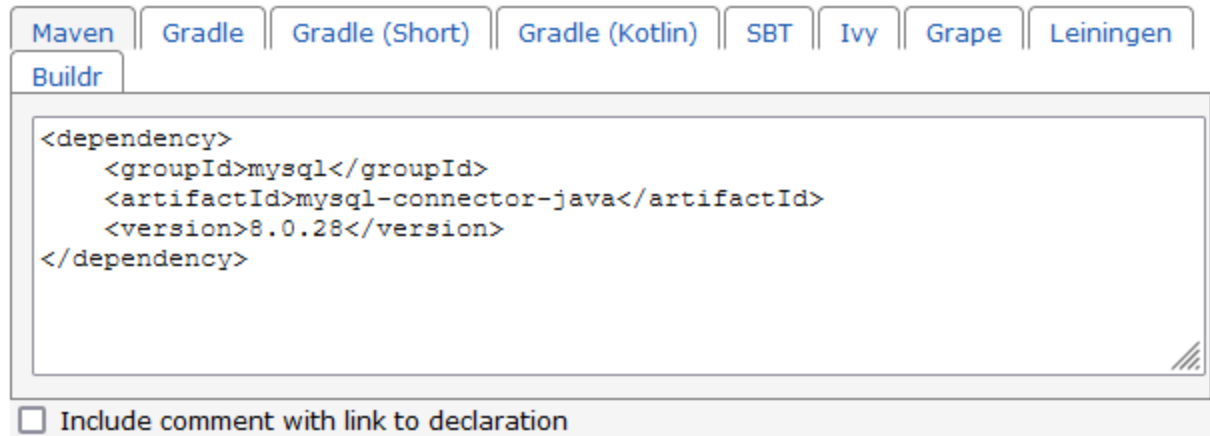 Maven Gradle Gradle (Short) Gradle (Kotlin) SBT Ivy Grape Leiningen
Buildr
<dependency>
    <groupId>mysql</groupId>
    <artifactId>mysql-connector-java</artifactId>
    <version>8.0.28</version>
</dependency>
Include comment with link to declaration